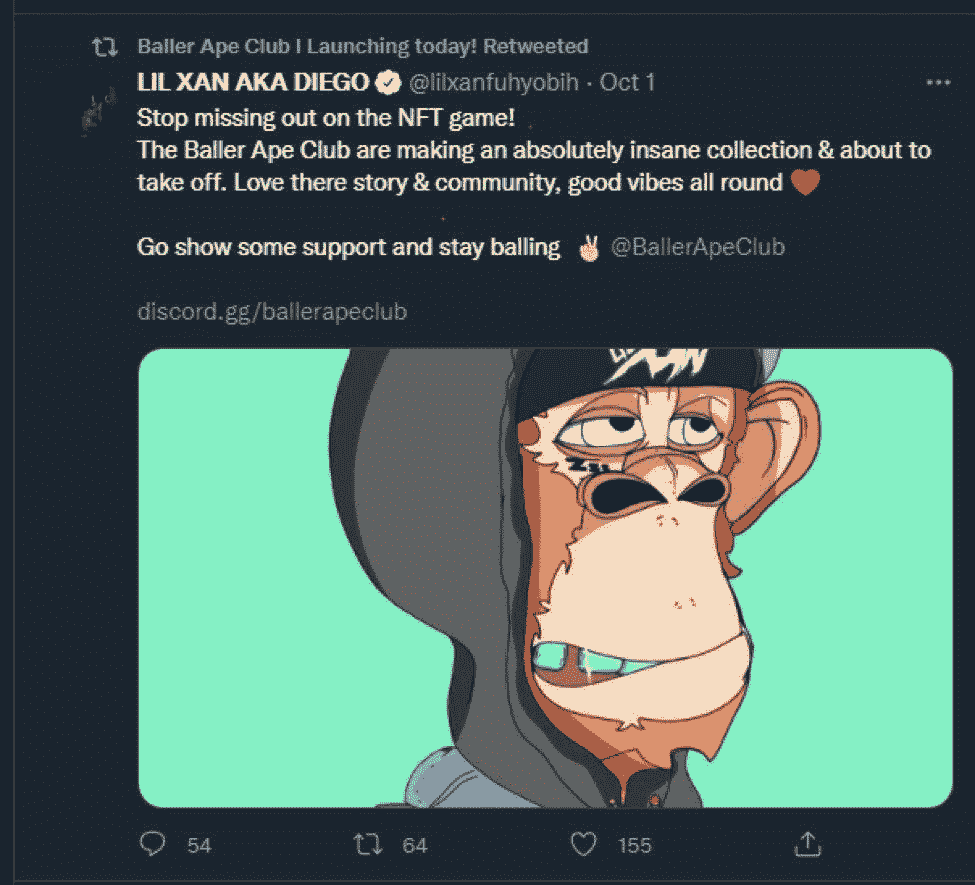 Baller Ape Club I Launching today! Retweeted
LIL XAN AKA DIEGO @lilxanfuhyobih · Oct 1
Stop missing out on the NFT game!
The Baller Ape Club are making an absolutely insane collection & about to
take off. Love there story & community, good vibes all round ❤️
Go show some support and stay balling ✌🏻 @BallerApeClub
discord.gg/ballerapeclub
54 64 155